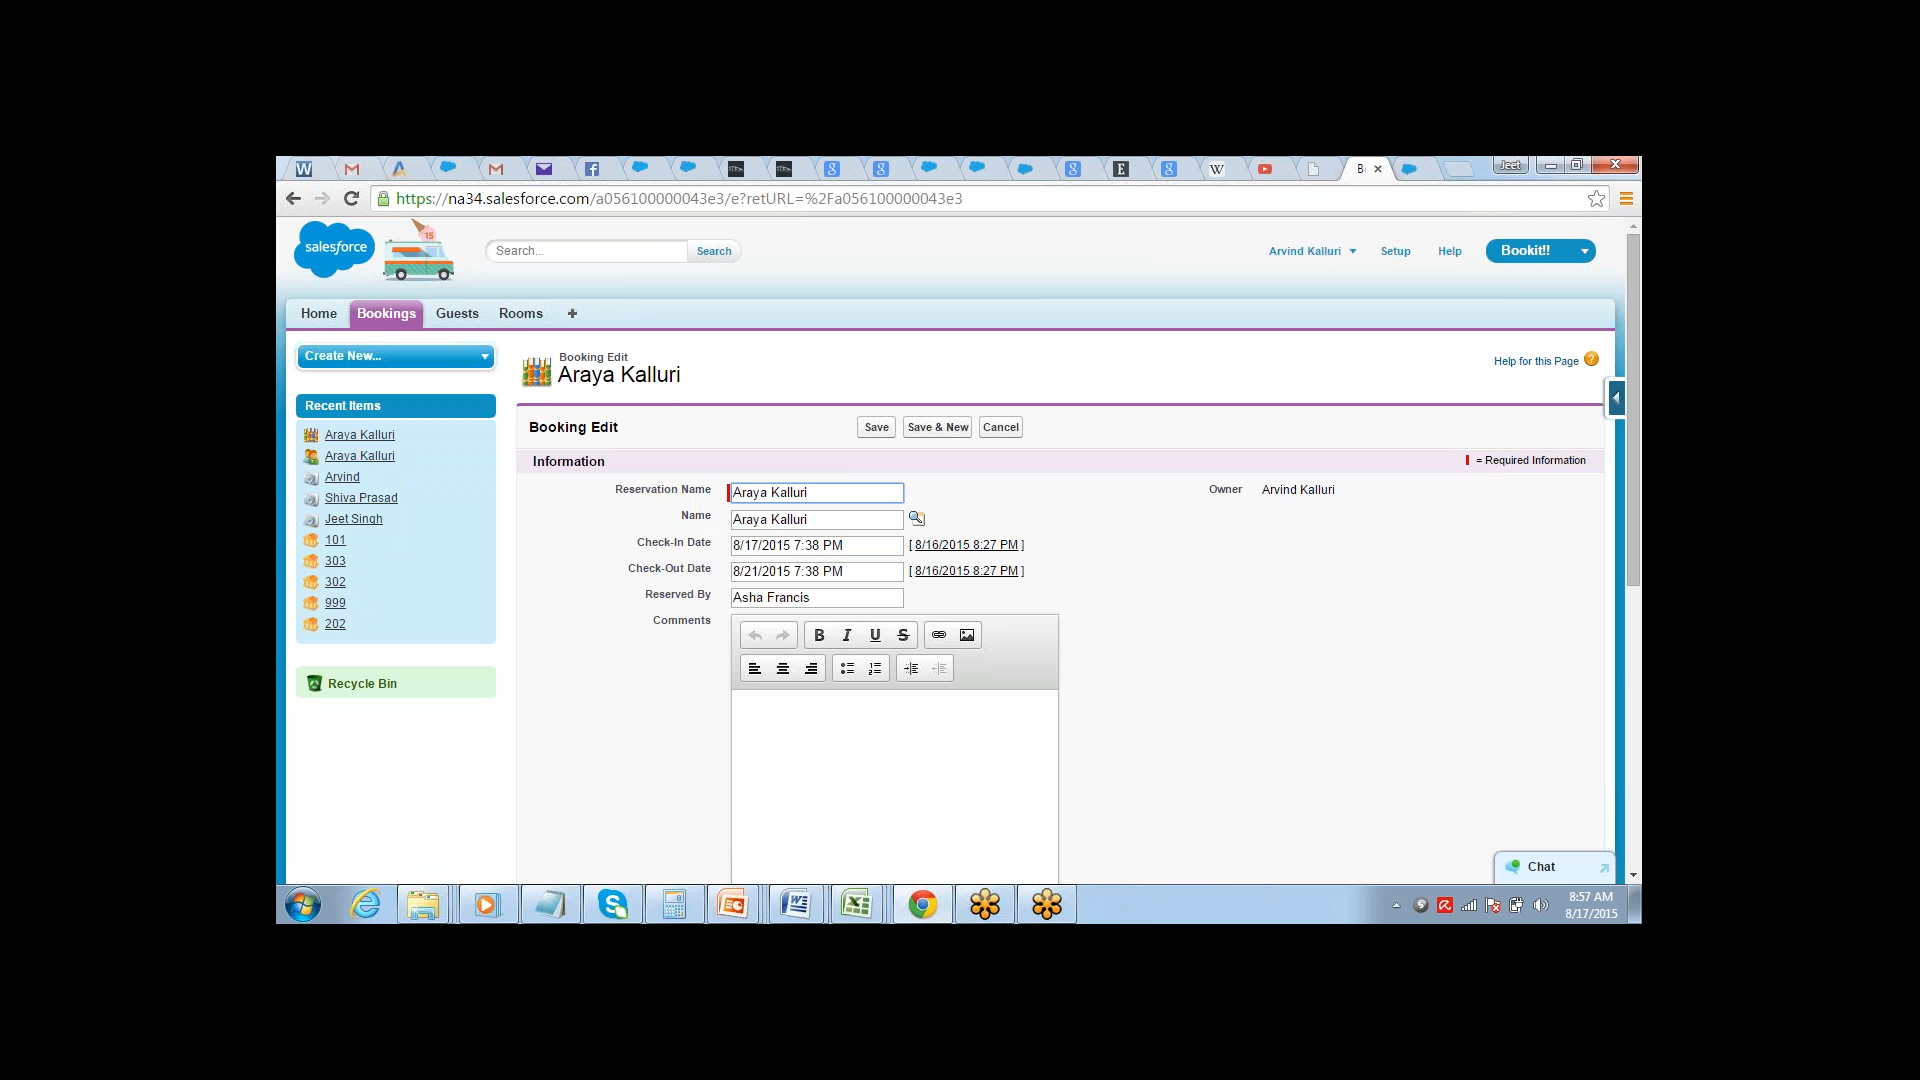 Jeet
https://na34.salesforce.com/a056100000043e3/e?retURL=%2Fa056100000043e3
salesforce
15
Search...
Search
Arvind Kalluri
Setup
Help
Bookit!!
Home
Bookings
Guests
Rooms
Create New...
Booking Edit
Araya Kalluri
Help for this Page
Recent Items
Araya Kalluri
Araya Kalluri
Arvind
Shiva Prasad
Jeet Singh
101
303
302
999
202
Recycle Bin
Booking Edit
Save
Save & New
Cancel
Information
= Required Information
Reservation Name
Araya Kalluri
Owner
Arvind Kalluri
Name
Araya Kalluri
Check-In Date
8/17/2015 7:38 PM
[ 8/16/2015 8:27 PM ]
Check-Out Date
8/21/2015 7:38 PM
[ 8/16/2015 8:27 PM ]
Reserved By
Asha Francis
Comments
B I U S
Chat
8:57 AM
8/17/2015